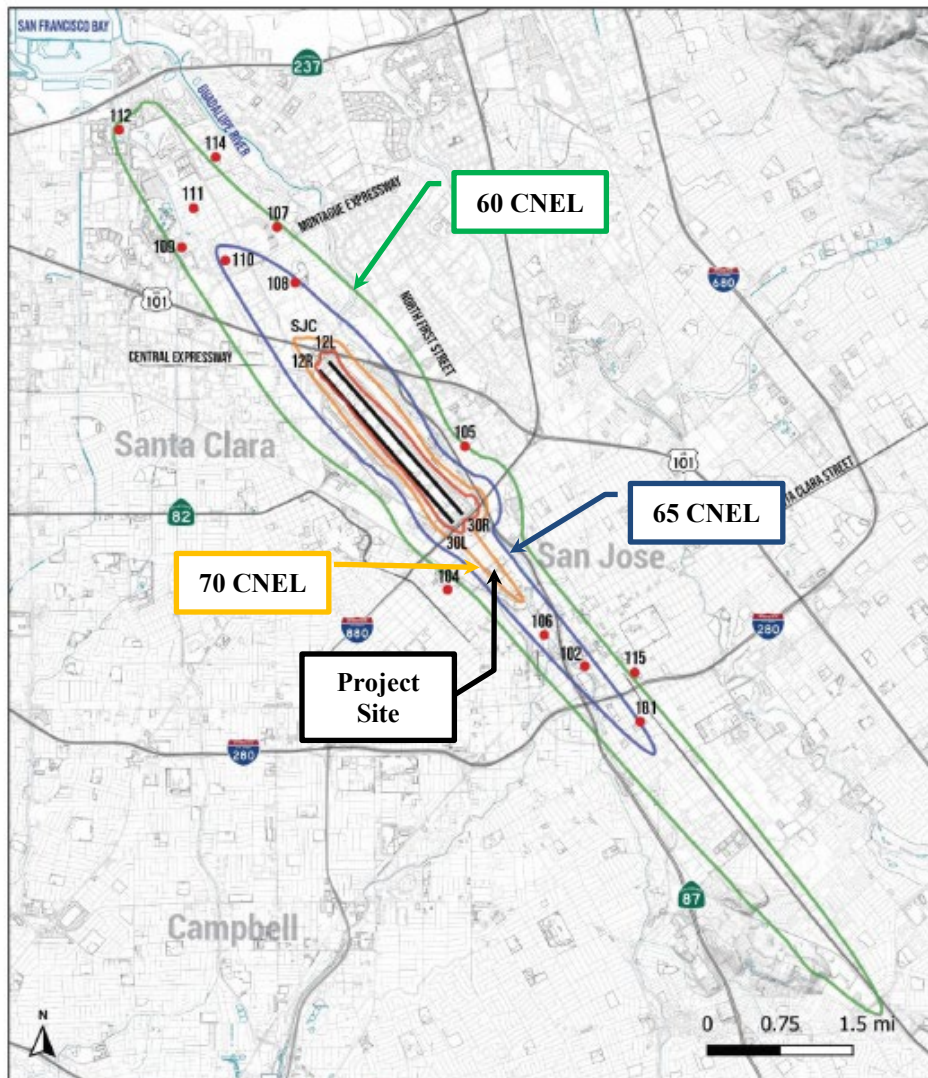 SAN FRANCISCO BAY
237
GUADALUPE RIVER
112
114
111
107
MONTAGUE EXPRESSWAY
60 CNEL
109
110
108
680
101
SJC
12L
12R
NORTH FIRST STREET
CENTRAL EXPRESSWAY
Santa Clara
105
101
TA CLARA STREET
82
65 CNEL
30R
30L
San Jose
70 CNEL
104
880
106
280
102
115
Project
Site
101
280
87
Campbell
N
0 0.75 1.5 mi